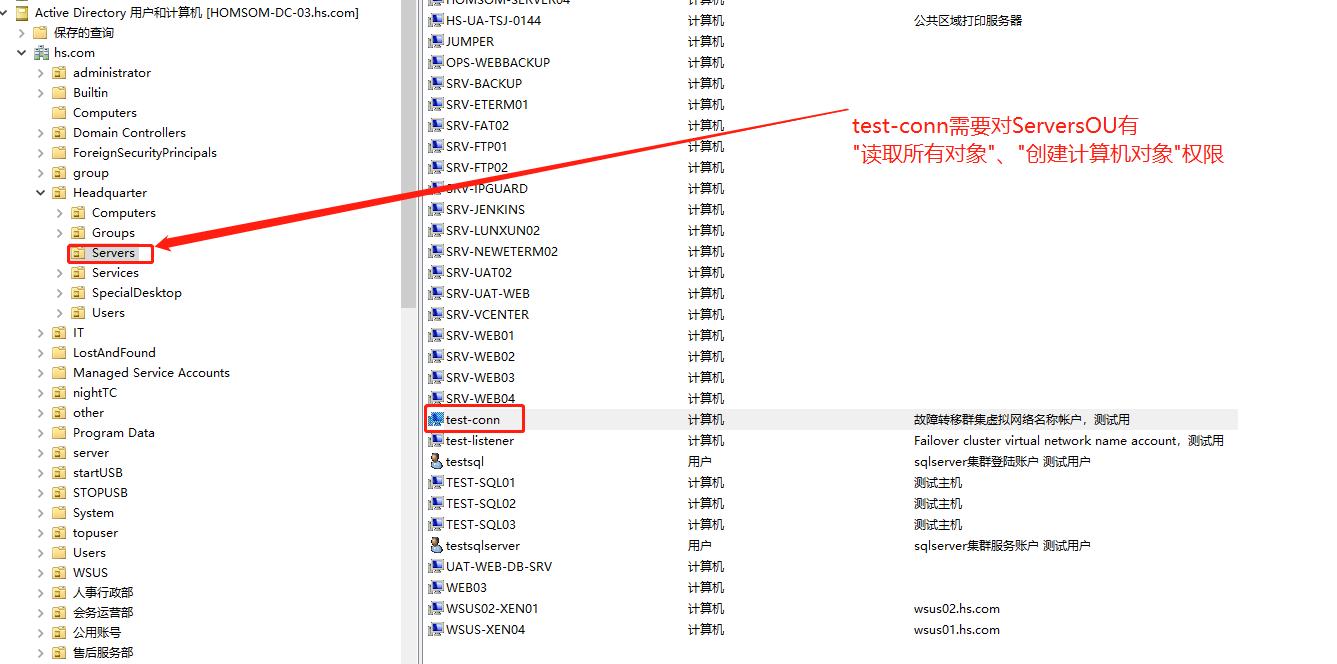 Active Directory 用户和计算机 [HOMSOM-DC-03.hs.com]
保存的查询
hs.com
administrator
Builtin
Computers
Domain Controllers
ForeignSecurityPrincipals
group
Headquarter
Computers
Groups
Servers
Services
SpecialDesktop
Users
IT
LostAndFound
Managed Service Accounts
nightTC
other
Program Data
server
startUSB
STOPUSB
System
topuser
Users
WSUS
人事行政部
会务运营部
公用账号
售后服务部
HOMSOM-SERVER04 计算机
HS-UA-TSJ-0144 计算机 公共区域打印服务器
JUMPER 计算机
OPS-WEBBACKUP 计算机
SRV-BACKUP 计算机
SRV-ETERM01 计算机
SRV-FAT02 计算机
SRV-FTP01 计算机
SRV-FTP02 计算机
SRV-IPGUARD 计算机
SRV-JENKINS 计算机
SRV-LUNXUN02 计算机
SRV-NEWETERM02 计算机
SRV-UAT02 计算机
SRV-UAT-WEB 计算机
SRV-VCENTER 计算机
SRV-WEB01 计算机
SRV-WEB02 计算机
SRV-WEB03 计算机
SRV-WEB04 计算机
test-conn 计算机 故障转移群集虚拟网络名称帐户，测试用
test-listener 计算机 Failover cluster virtual network name account，测试用
testsql 用户 sqlserver集群登陆账户 测试用户
TEST-SQL01 计算机 测试主机
TEST-SQL02 计算机 测试主机
TEST-SQL03 计算机 测试主机
testsqlserver 用户 sqlserver集群服务账户 测试用户
UAT-WEB-DB-SRV 计算机
WEB03 计算机
WSUS02-XEN01 计算机 wsus02.hs.com
WSUS-XEN04 计算机 wsus01.hs.com
test-conn需要对ServersOU有
"读取所有对象"、"创建计算机对象"权限